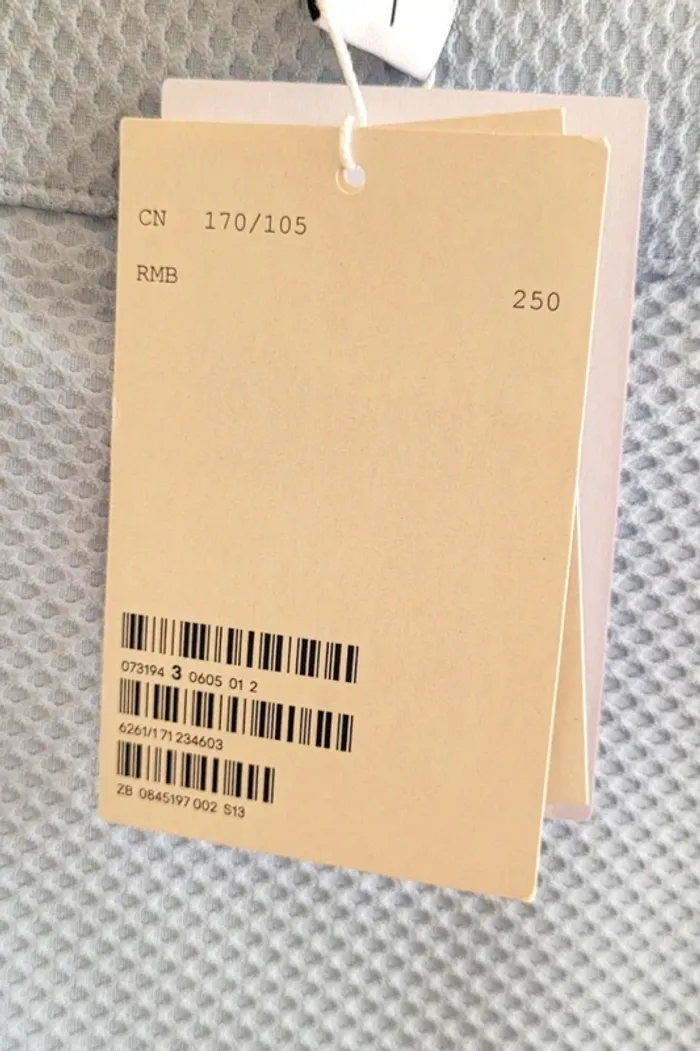 CN 170/105
RMB
250
073194 3 0605 01 2
6261/171 234603
ZB 0845197 002 S13